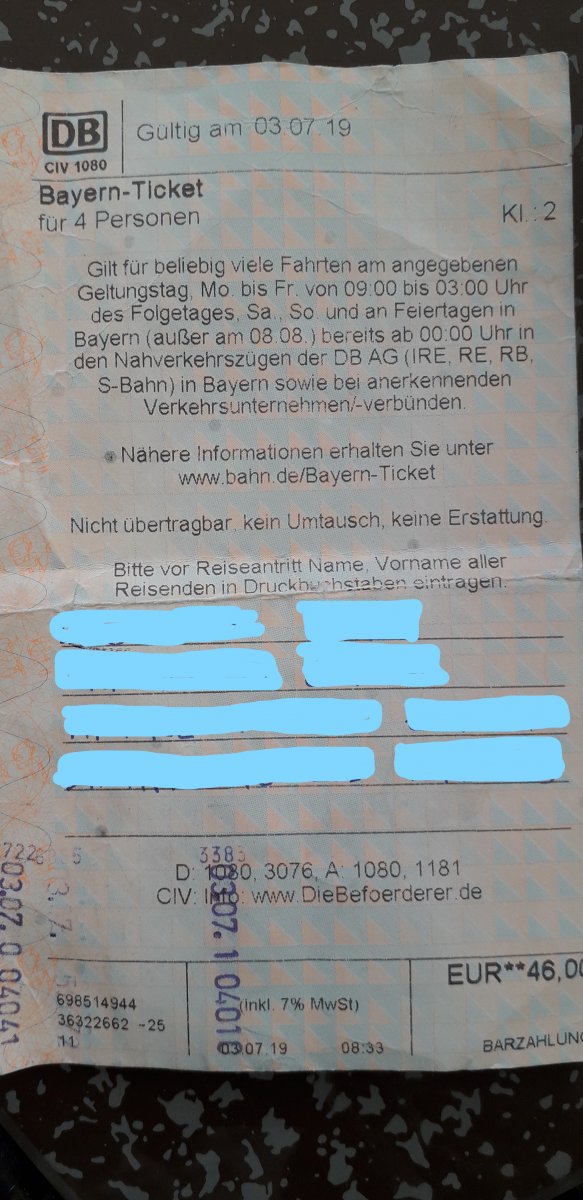 DB
Gültig am 03.07.19
CIV 1080
Bayern-Ticket
für 4 Personen
Kl.: 2
Gilt für beliebig viele Fahrten am angegebenen
Geltungstag, Mo. bis Fr. von 09:00 bis 03:00 Uhr
des Folgetages, Sa., So. und an Feiertagen in
Bayern (außer am 08.08.) bereits ab 00:00 Uhr in
den Nahverkehrszügen der DB AG (IRE, RE, RB,
S-Bahn) in Bayern sowie bei anerkennenden
Verkehrsunternehmen/-verbünden.
Nähere Informationen erhalten Sie unter
www.bahn.de/Bayern-Ticket
Nicht übertragbar, kein Umtausch, keine Erstattung.
Bitte vor Reiseantritt Name, Vorname aller
Reisenden in Druckbuchstaben eintragen.
D: 1080, 3076, A: 1080, 1181
CIV: Info: www.DieBefoerderer.de
EUR**46,00
698514944
36322662 -25
11
(inkl. 7% MwSt)
03.07.19 08:33
BARZAHLUNG